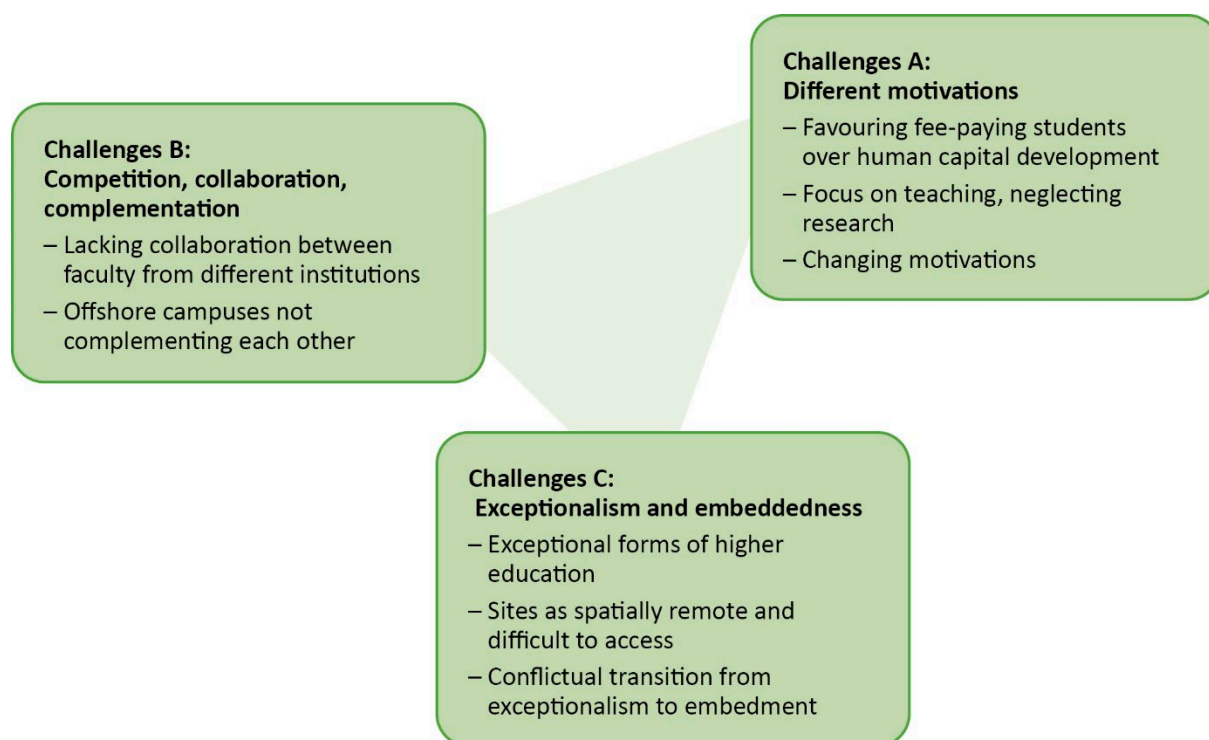 Challenges A:
Different motivations
– Favouring fee-paying students
over human capital development
– Focus on teaching, neglecting
research
– Changing motivations
Challenges B:
Competition, collaboration,
complementation
– Lacking collaboration between
faculty from different institutions
– Offshore campuses not
complementing each other
Challenges C:
Exceptionalism and embeddedness
– Exceptional forms of higher
education
– Sites as spatially remote and
difficult to access
– Conflictual transition from
exceptionalism to embedment